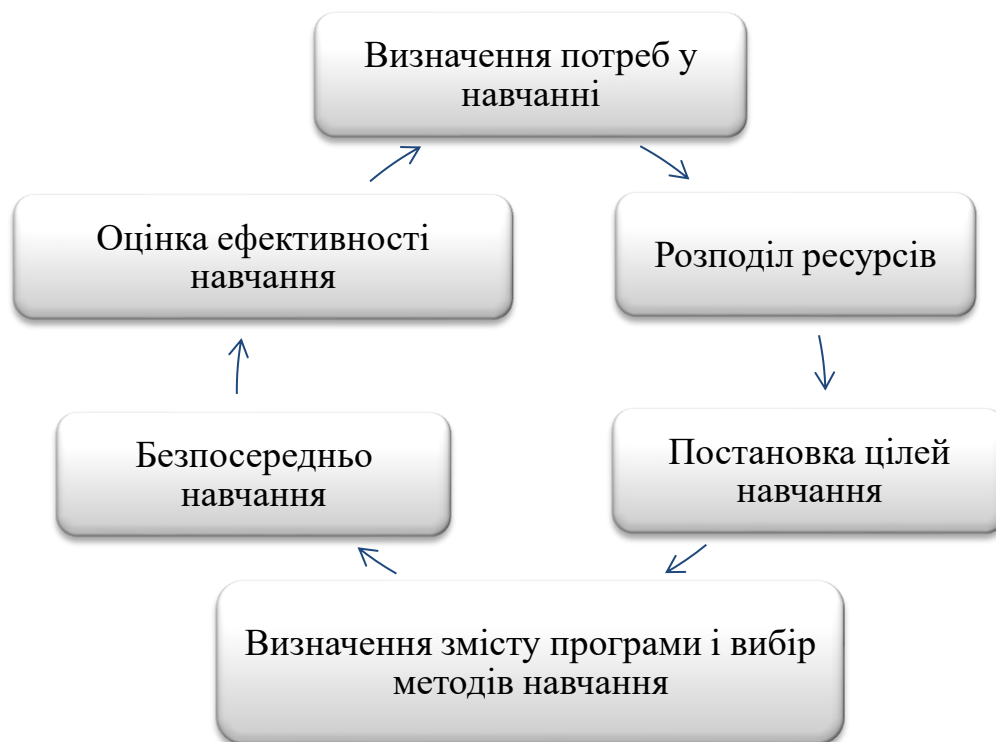 Визначення потреб у
навчанні
Розподіл ресурсів
Постановка цілей
навчання
Визначення змісту програми і вибір
методів навчання
Безпосередньо
навчання
Оцінка ефективності
навчання